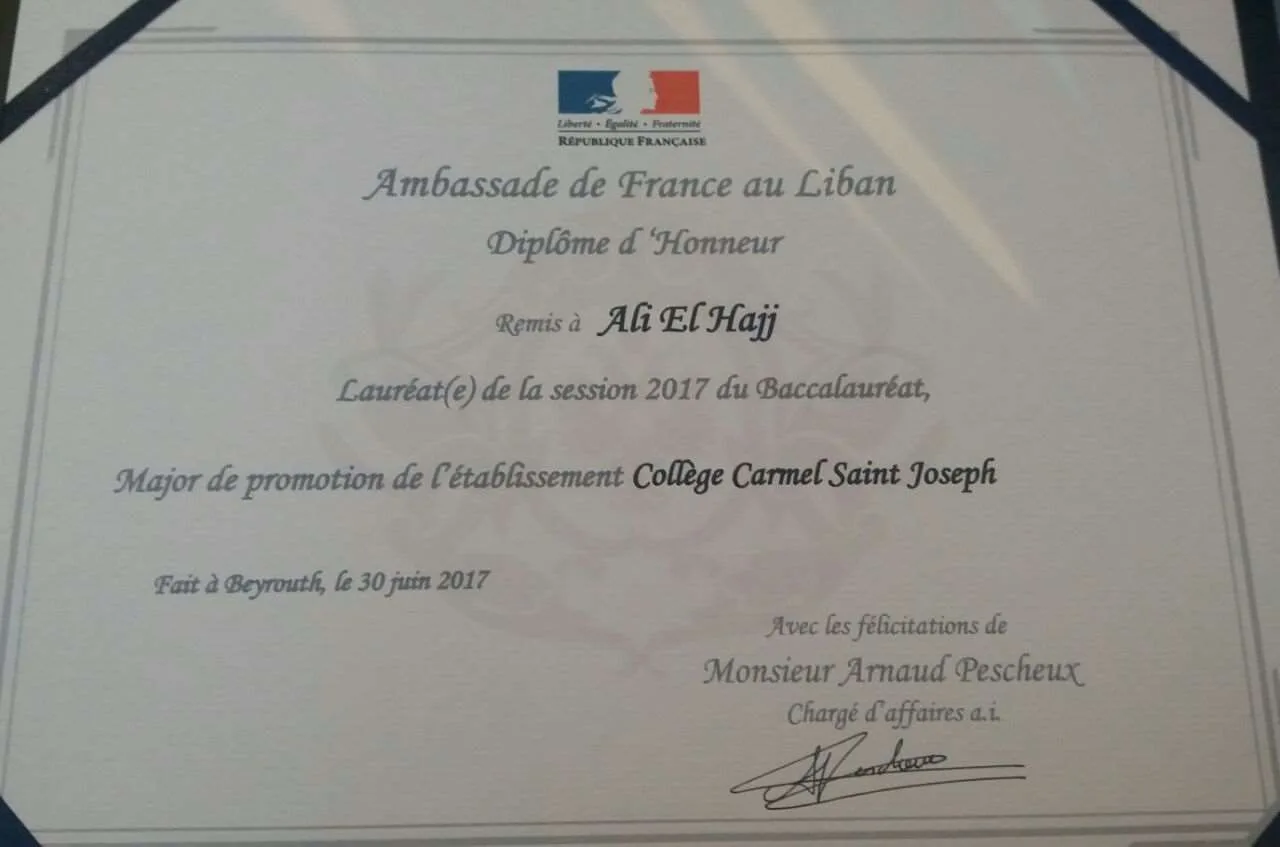 Liberté • Égalité • Fraternité
RÉPUBLIQUE FRANÇAISE
Ambassade de France au Liban
Diplôme d ‘Honneur
Remis à Ali El Hajj
Lauréat(e) de la session 2017 du Baccalauréat,
Major de promotion de l’établissement Collège Carmel Saint Joseph
Fait à Beyrouth, le 30 juin 2017
Avec les félicitations de
Monsieur Arnaud Pescheux
Chargé d’affaires a.i.